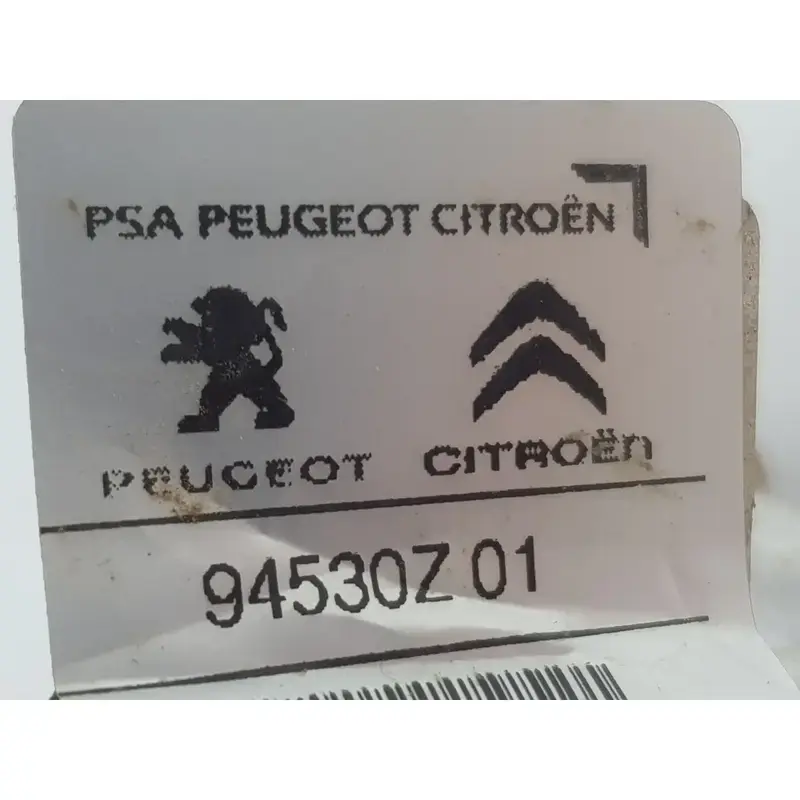 PSA PEUGEOT CITROËN
PEUGEOT CITROËN
94530Z 01